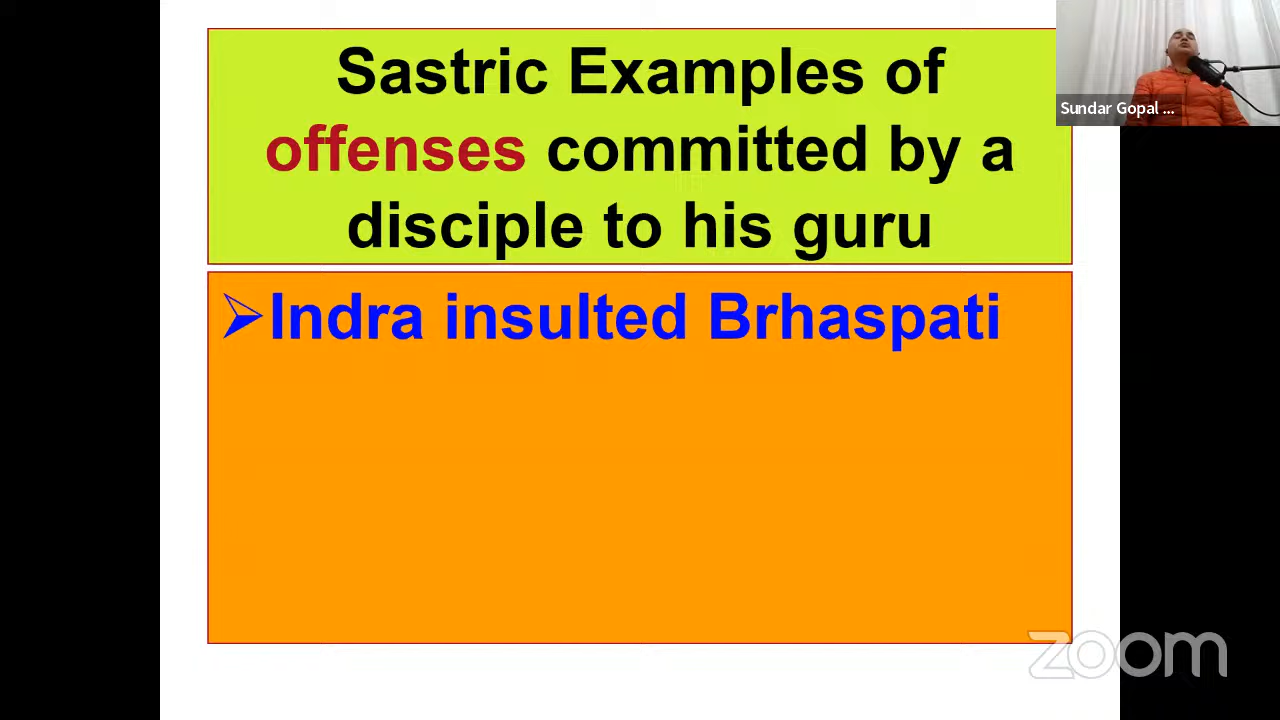 Sastric Examples of
offenses committed by a
disciple to his guru
Sundar Gopal ...
➢Indra insulted Brhaspati
zoom